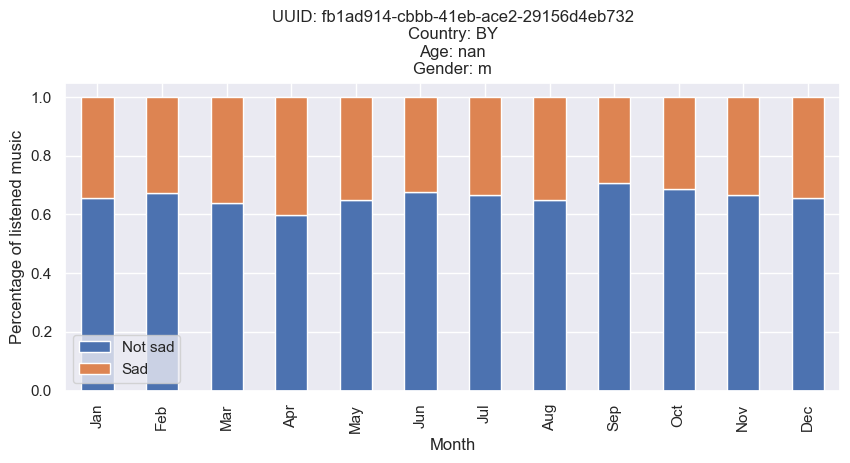 UUID: fb1ad914-cbbb-41eb-ace2-29156d4eb732
Country: BY
Age: nan
Gender: m
Percentage of listened music
1.0
0.8
0.6
0.4
0.2
0.0
Not sad
Sad
Jan
Feb
Mar
Apr
May
Jun
Jul
Aug
Sep
Oct
Nov
Dec
Month